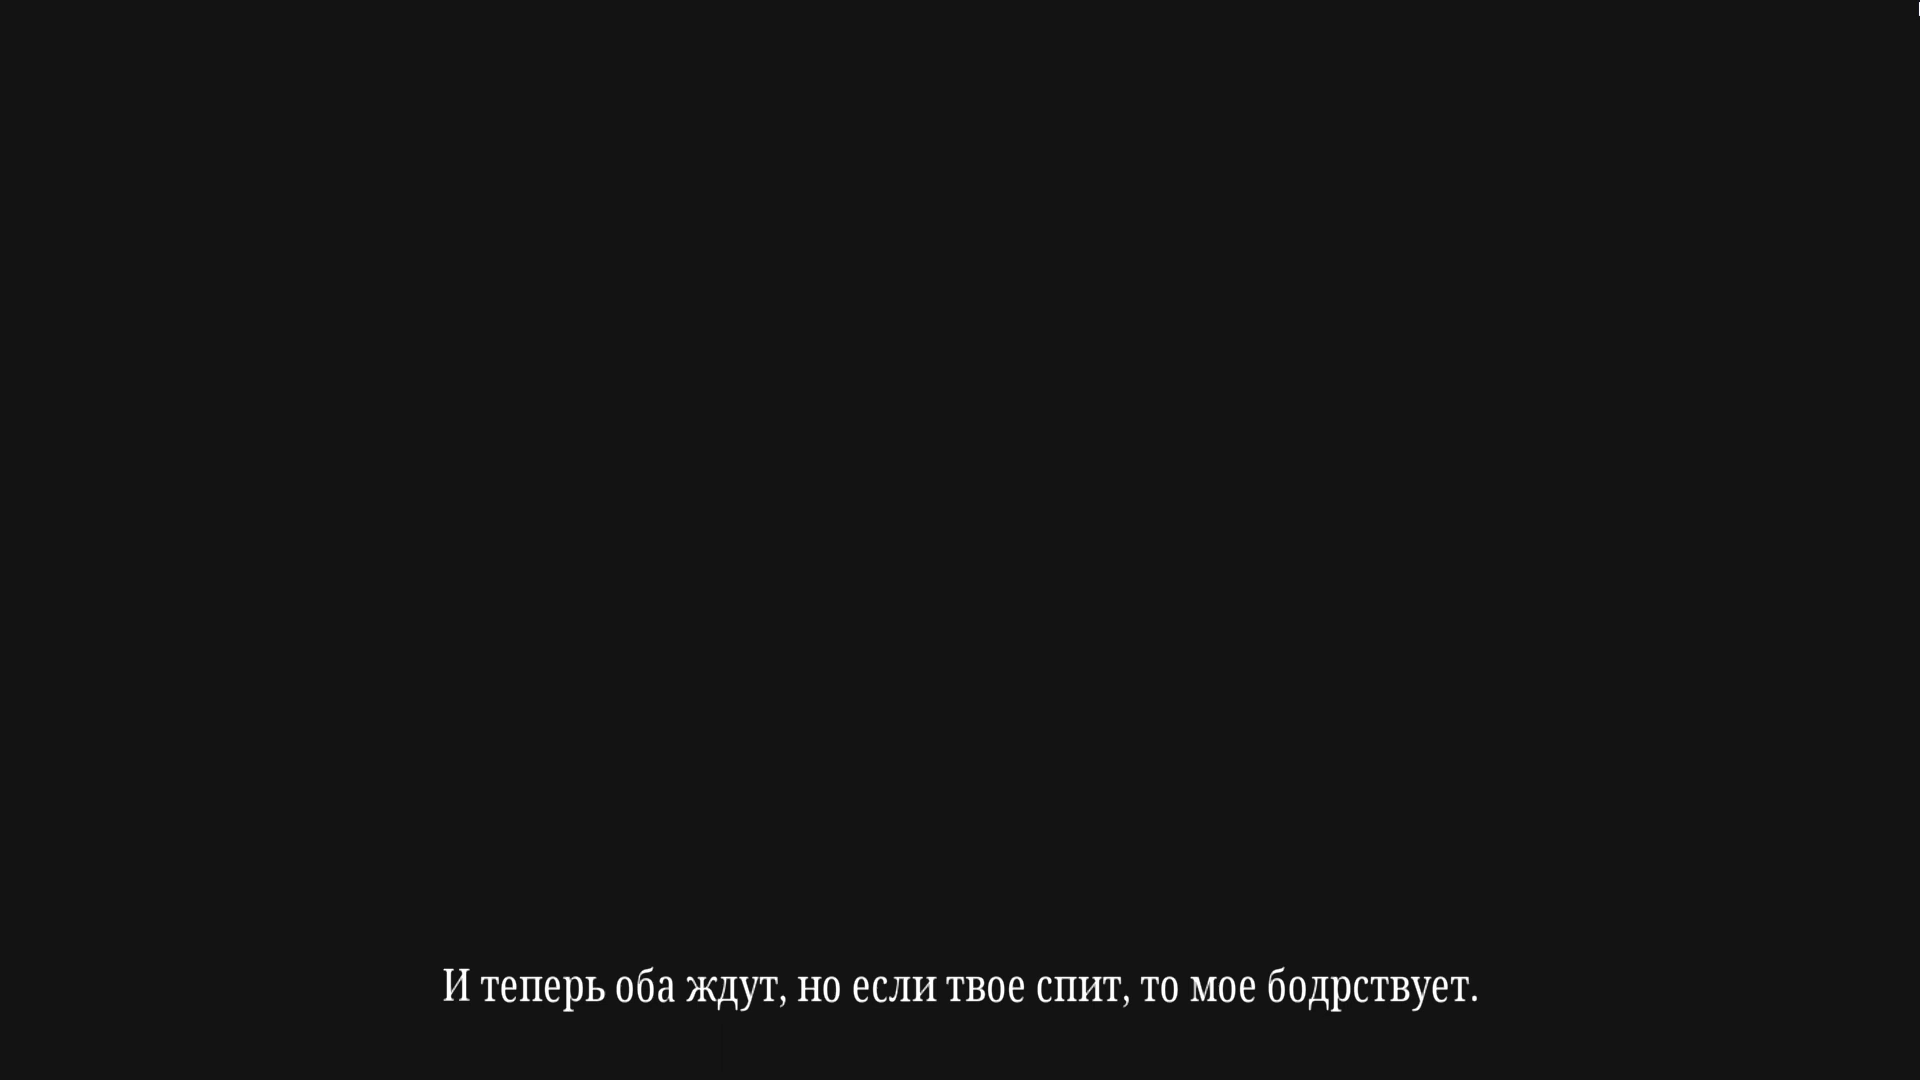 И теперь оба ждут, но если твое спит, то мое бодрствует.